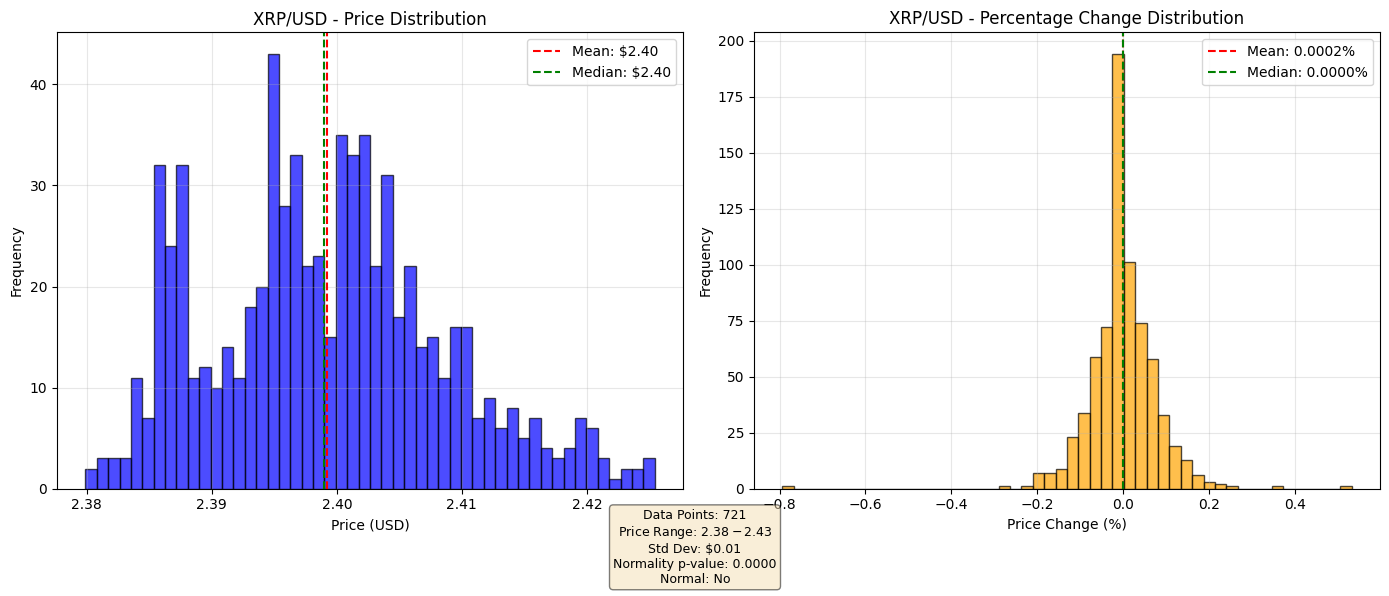 XRP/USD - Price Distribution
Mean: $2.40
Median: $2.40
40
30
20
10
0
Frequency
2.38
2.39
2.40
2.41
2.42
Price (USD)
XRP/USD - Percentage Change Distribution
Mean: 0.0002%
Median: 0.0000%
200
175
150
125
100
75
50
25
0
Frequency
−0.8
−0.6
−0.4
−0.2
0.0
0.2
0.4
Price Change (%)
Data Points: 721
Price Range: 2.38 − 2.43
Std Dev: $0.01
Normality p-value: 0.0000
Normal: No